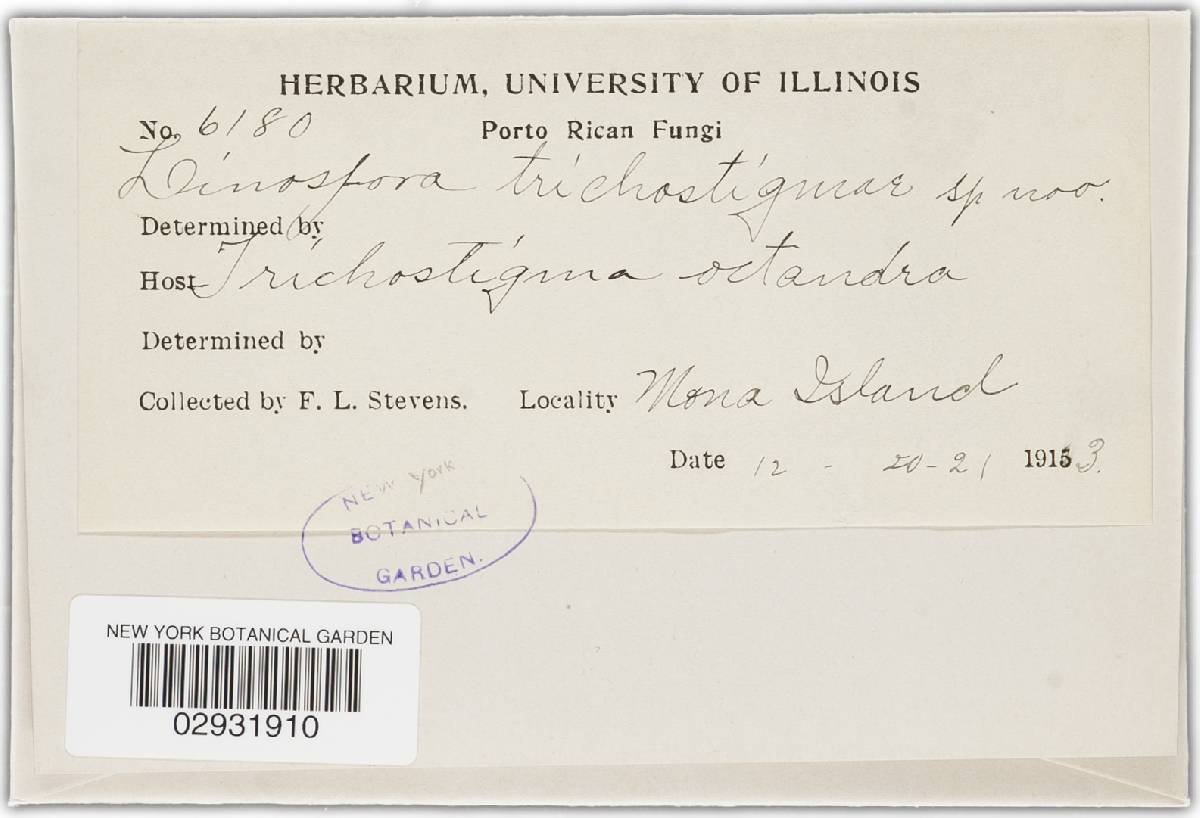 HERBARIUM, UNIVERSITY OF ILLINOIS
No. 6180 Porto Rican Fungi
Linospora trichostigmae sp nov.
Determined by
Host Trichostigma octandra
Determined by
Collected by F. L. Stevens. Locality Mona Island
Date 12 - 20-21 1915 3.
NEW York
BOTANICAL
GARDEN.
NEW YORK BOTANICAL GARDEN
02931910